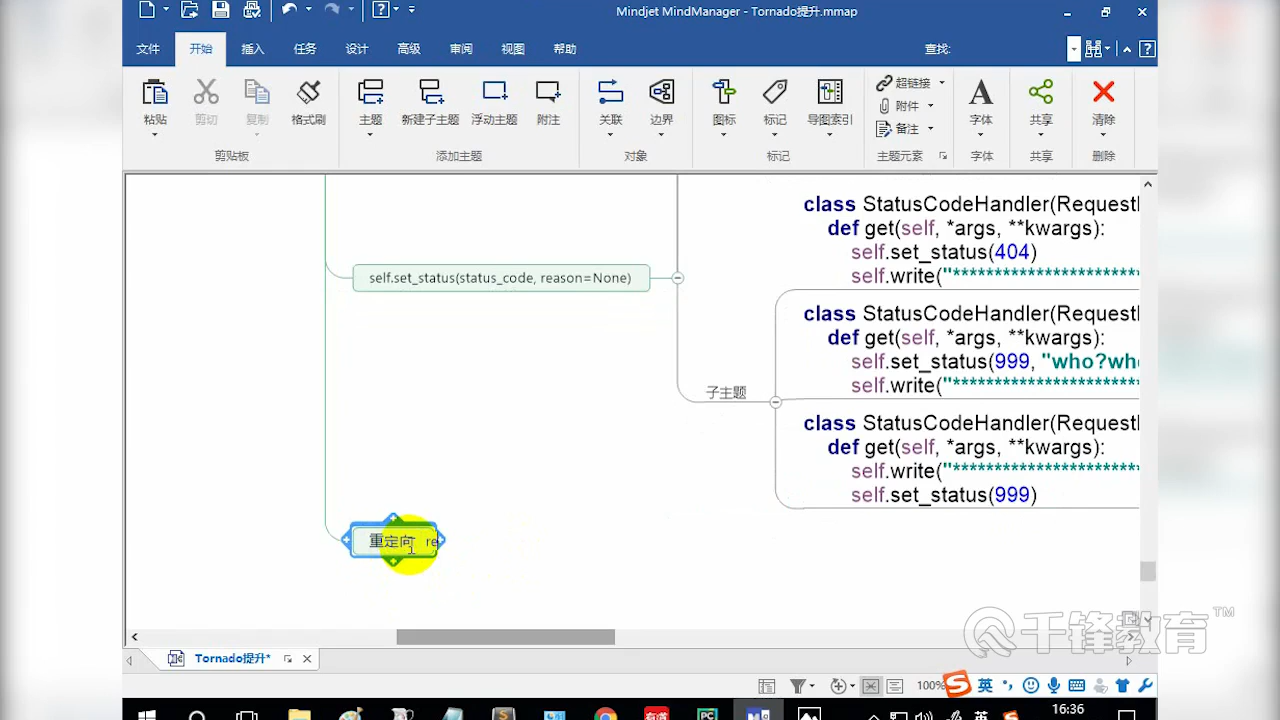 Mindjet MindManager - Tornado提升.mmap
文件 开始 插入 任务 设计 高级 审阅 视图 帮助 查找:
粘贴 剪切 复制 格式刷 主题 新建子主题 浮动主题 附注 关联 边界 图标 标记 导图索引 超链接 附件 备注 字体 共享 清除
剪贴板 添加主题 对象 标记 主题元素 字体 共享 删除
self.set_status(status_code, reason=None)
class StatusCodeHandler(Request
def get(self, *args, **kwargs):
self.set_status(404)
self.write("************************
class StatusCodeHandler(Request
def get(self, *args, **kwargs):
self.set_status(999, "who?wh
self.write("************************
子主题
class StatusCodeHandler(Request
def get(self, *args, **kwargs):
self.write("************************
self.set_status(999)
重定向 re
千锋教育™
Tornado提升*
100%
英
16:36
英